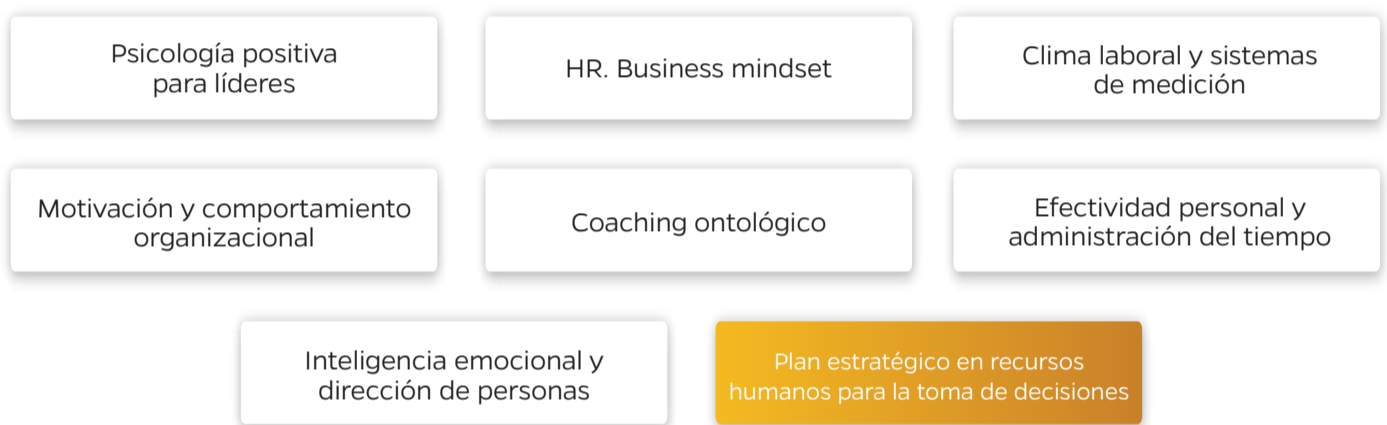 Psicología positiva
para líderes
HR. Business mindset
Clima laboral y sistemas
de medición
Motivación y comportamiento
organizacional
Coaching ontológico
Efectividad personal y
administración del tiempo
Inteligencia emocional y
dirección de personas
Plan estratégico en recursos
humanos para la toma de decisiones